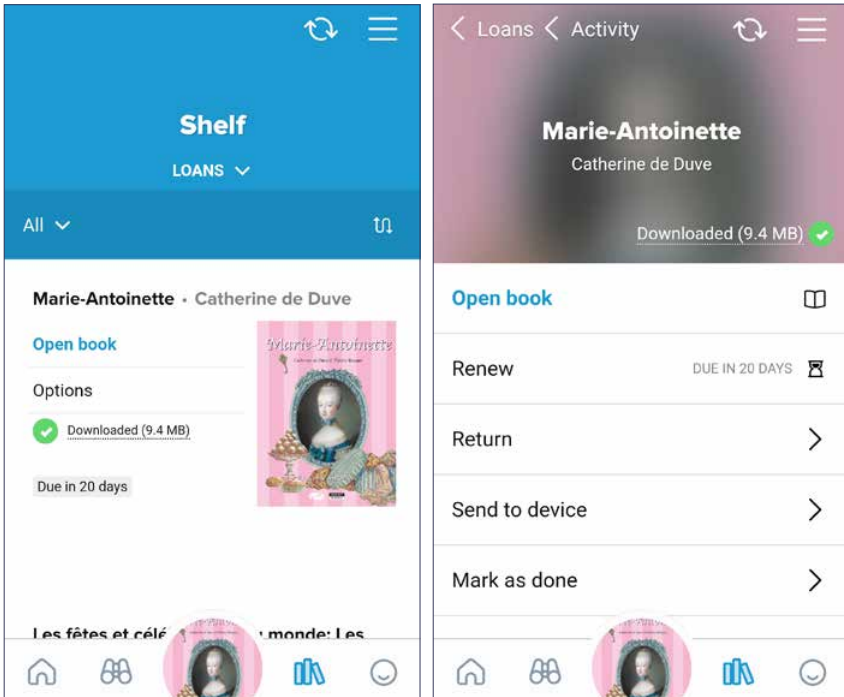 Shelf
LOANS
All
Marie-Antoinette • Catherine de Duve
Open book
Options
Downloaded (9.4 MB)
Due in 20 days
Marie-Antoinette
Les fêtes et célé
monde: Les
Loans Activity
Marie-Antoinette
Catherine de Duve
Downloaded (9.4 MB)
Open book
Renew DUE IN 20 DAYS
Return
Send to device
Mark as done